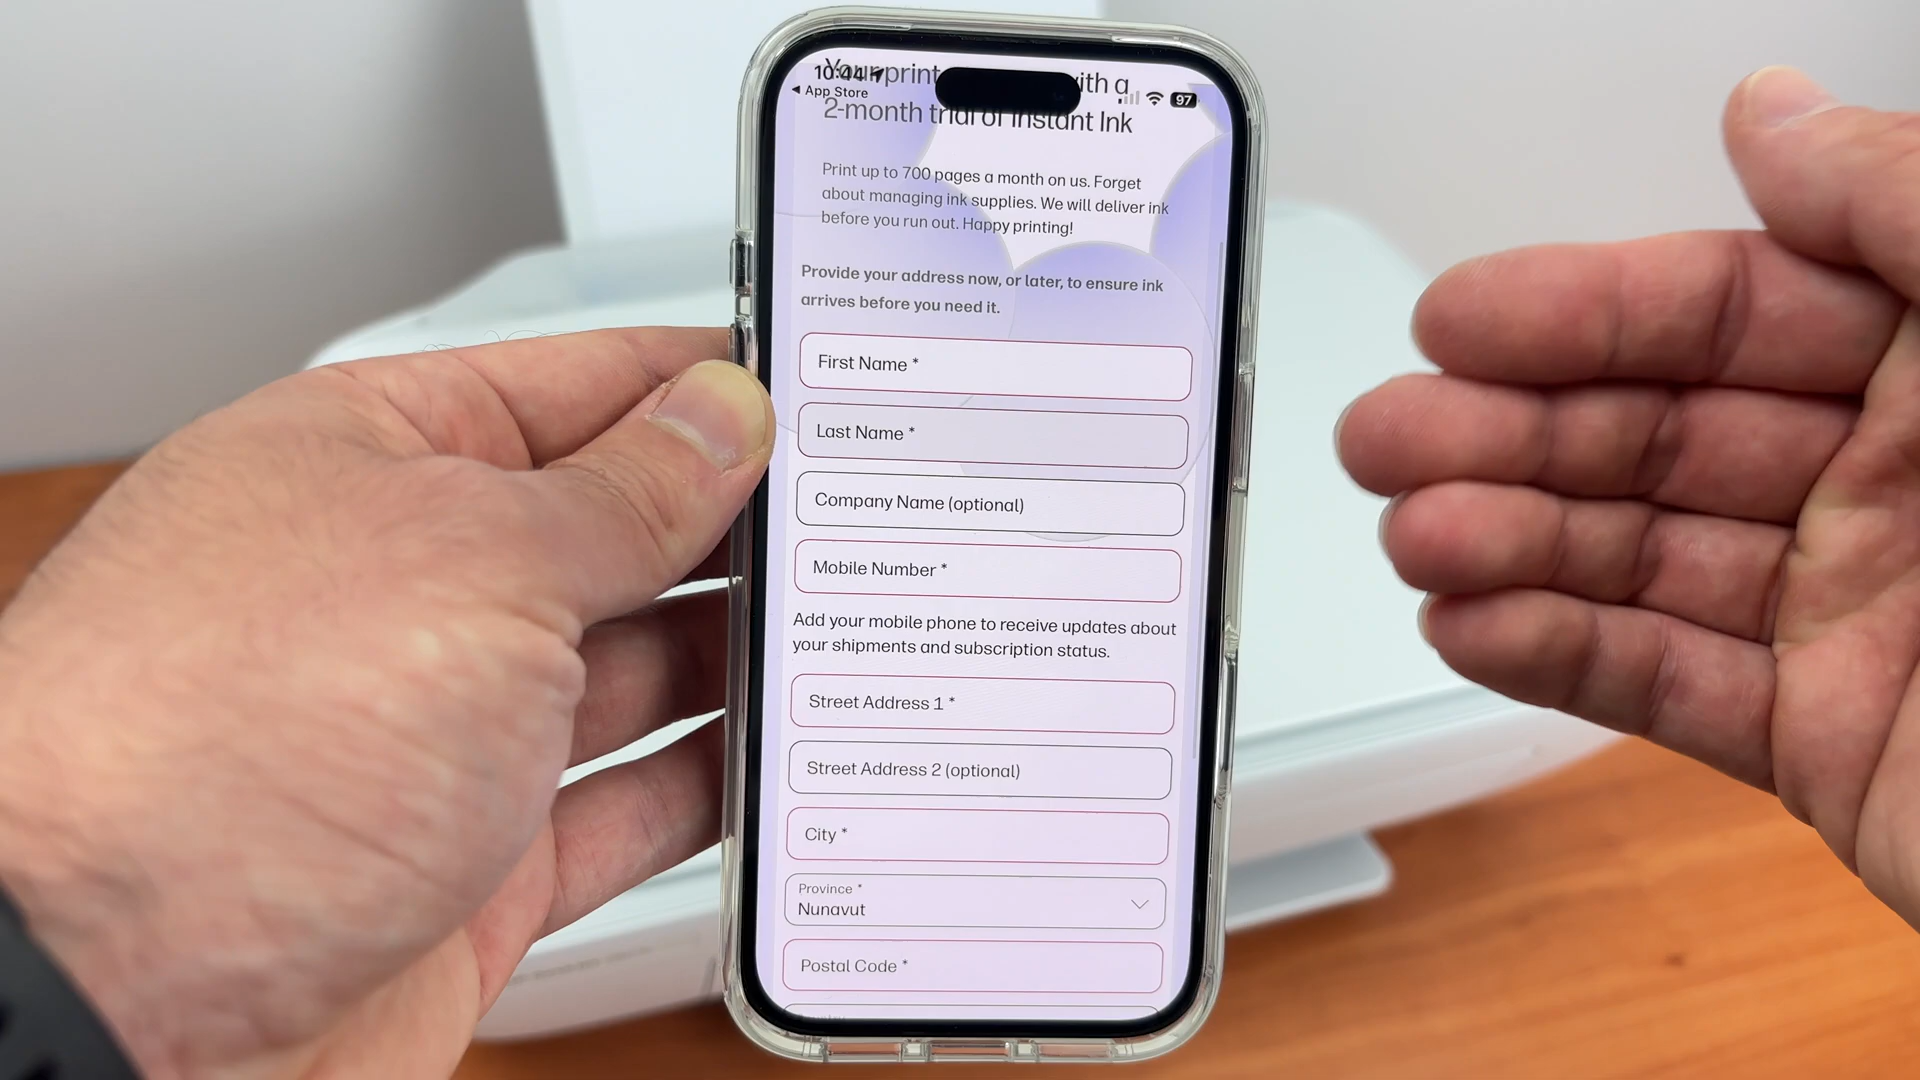 10:44
App Store
97
Your print with a
2-month trial of Instant Ink
Print up to 700 pages a month on us. Forget
about managing ink supplies. We will deliver ink
before you run out. Happy printing!
Provide your address now, or later, to ensure ink
arrives before you need it.
First Name *
Last Name *
Company Name (optional)
Mobile Number *
Add your mobile phone to receive updates about
your shipments and subscription status.
Street Address 1 *
Street Address 2 (optional)
City *
Province *
Nunavut
Postal Code *